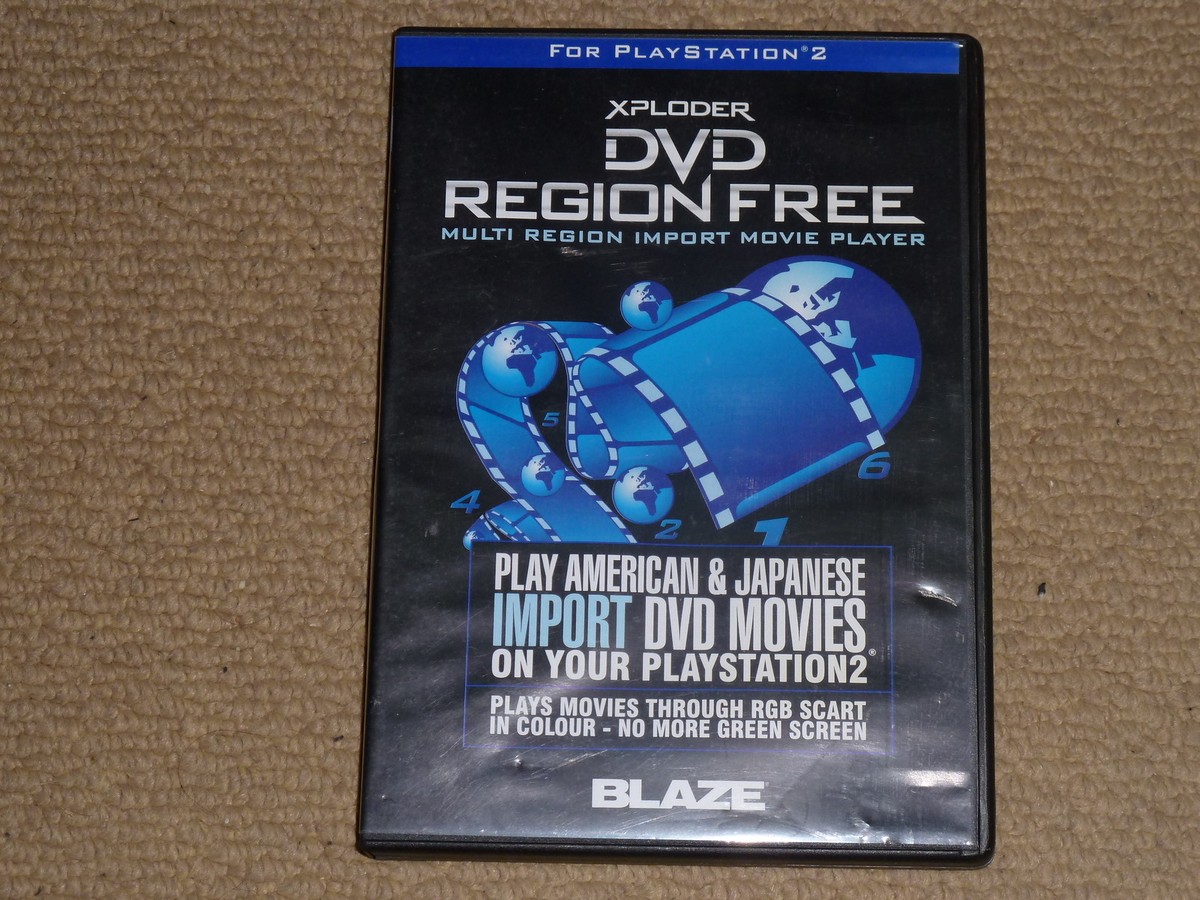 FOR PLAYSTATION®2
XPLODER
DVD
REGION FREE
MULTI REGION IMPORT MOVIE PLAYER
5
6
4
2
1
PLAY AMERICAN & JAPANESE
IMPORT DVD MOVIES
ON YOUR PLAYSTATION2®
PLAYS MOVIES THROUGH RGB SCART
IN COLOUR - NO MORE GREEN SCREEN
BLAZE